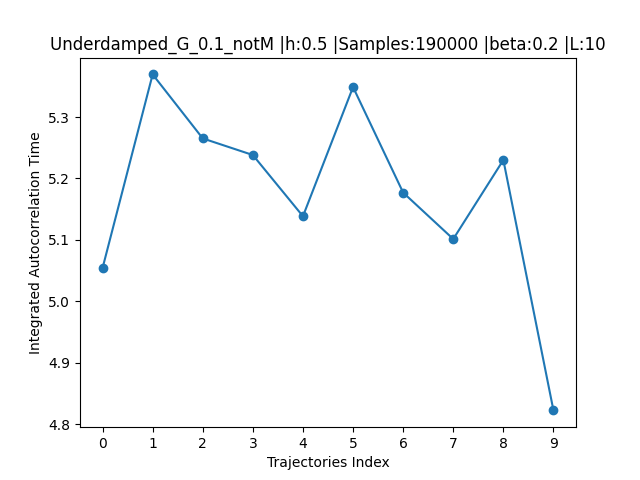 Underdamped_G_0.1_notM |h:0.5 |Samples:190000 |beta:0.2 |L:10
Integrated Autocorrelation Time
5.3
5.2
5.1
5.0
4.9
4.8
0 1 2 3 4 5 6 7 8 9
Trajectories Index